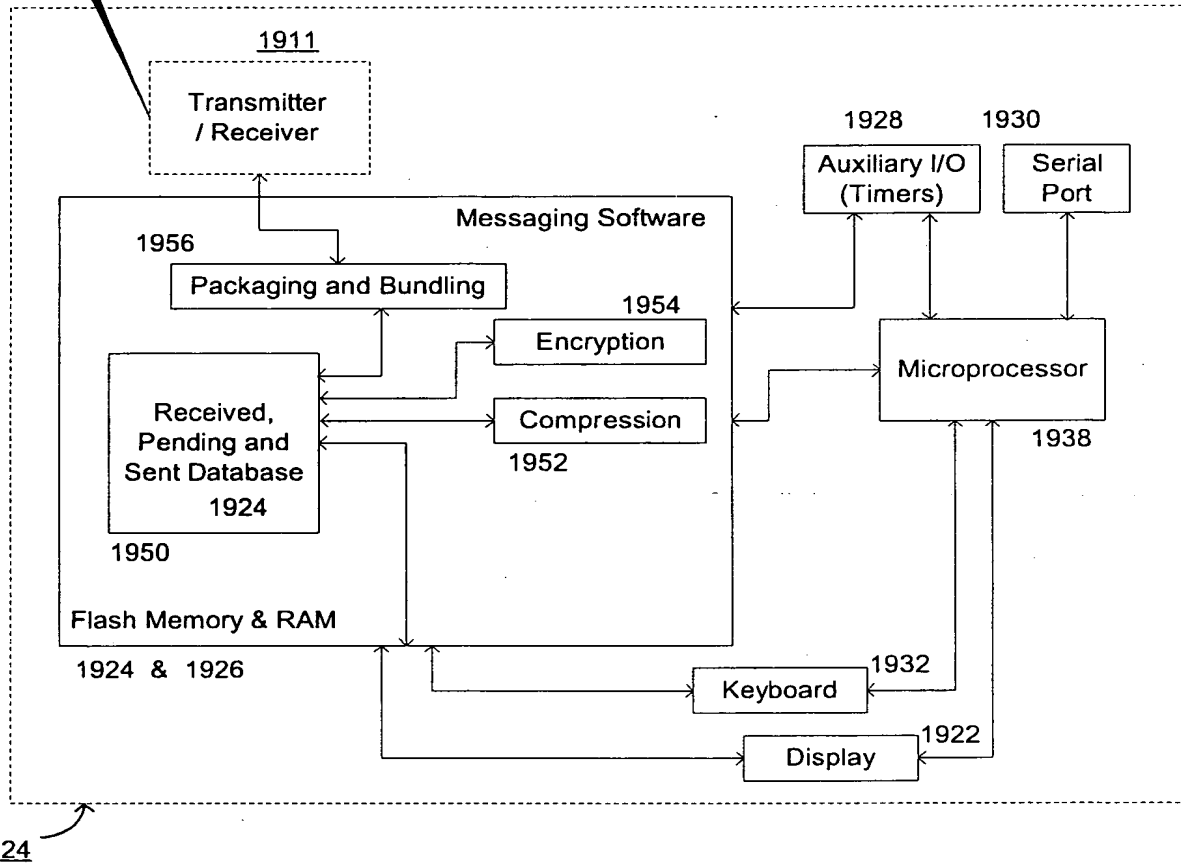 1911
Transmitter
/ Receiver
1928
1930
Auxiliary I/O
(Timers)
Serial
Port
Messaging Software
1956
Packaging and Bundling
1954
Encryption
Microprocessor
Received,
Pending and
Sent Database
1924
Compression
1938
1952
1950
Flash Memory & RAM
1924 & 1926
1932
Keyboard
1922
Display
24